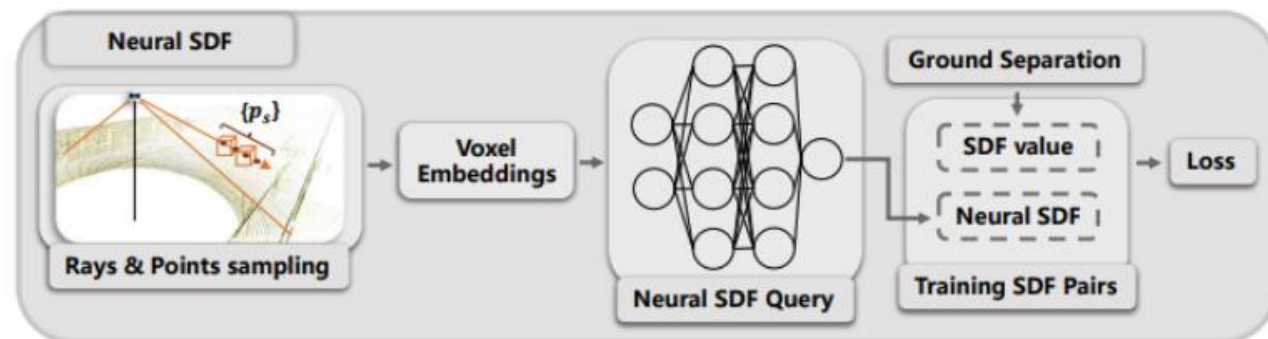 Neural SDF
{p_s}
Rays & Points sampling
Voxel
Embeddings
Neural SDF Query
Ground Separation
SDF value
Neural SDF
Training SDF Pairs
Loss